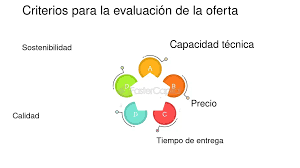 Criterios para la evaluación de la oferta
Capacidad técnica
Sostenibilidad
A
B
Precio
C
D
Calidad
Tiempo de entrega